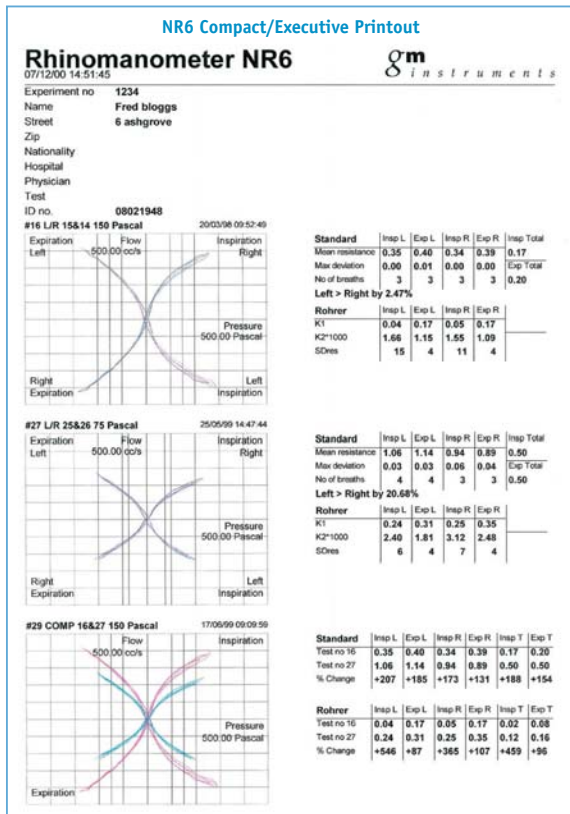 NR6 Compact/Executive Printout
Rhinomanometer NR6
07/12/00 14:51:45
gm
instruments
Experiment no 1234
Name Fred bloggs
Street 6 ashgrove
Zip
Nationality
Hospital
Physician
Test
ID no. 08021948
#16 L/R 15&14 150 Pascal 20/03/98 09:52:49
Expiration Flow Inspiration
Left 500.00 cc/s Right
Pressure
500.00 Pascal
Right Left
Expiration Inspiration
Standard Insp L Exp L Insp R Exp R Insp Total
Mean resistance 0.35 0.40 0.34 0.39 0.17
Max deviation 0.00 0.01 0.00 0.00 Exp Total
No of breaths 3 3 3 3 0.20
Left > Right by 2.47%
Rohrer Insp L Exp L Insp R Exp R
K1 0.04 0.17 0.05 0.17
K2*1000 1.66 1.15 1.55 1.09
SDres 15 4 11 4
#27 L/R 25&26 75 Pascal 25/05/99 14:47:44
Expiration Flow Inspiration
Left 500.00 cc/s Right
Pressure
500.00 Pascal
Right Left
Expiration Inspiration
Standard Insp L Exp L Insp R Exp R Insp Total
Mean resistance 1.06 1.14 0.94 0.89 0.50
Max deviation 0.03 0.03 0.06 0.04 Exp Total
No of breaths 4 4 3 3 0.50
Left > Right by 20.68%
Rohrer Insp L Exp L Insp R Exp R
K1 0.24 0.31 0.25 0.35
K2*1000 2.40 1.81 3.12 2.48
SDres 6 4 7 4
#29 COMP 16&27 150 Pascal 17/06/99 09:09:59
Flow Inspiration
500.00 cc/s
Pressure
500.00 Pascal
Expiration
Standard Insp L Exp L Insp R Exp R Insp T Exp T
Test no 16 0.35 0.40 0.34 0.39 0.17 0.20
Test no 27 1.06 1.14 0.94 0.89 0.50 0.50
% Change +207 +185 +173 +131 +188 +154
Rohrer Insp L Exp L Insp R Exp R Insp T Exp T
Test no 16 0.04 0.17 0.05 0.17 0.02 0.08
Test no 27 0.24 0.31 0.25 0.35 0.12 0.16
% Change +546 +87 +365 +107 +459 +96